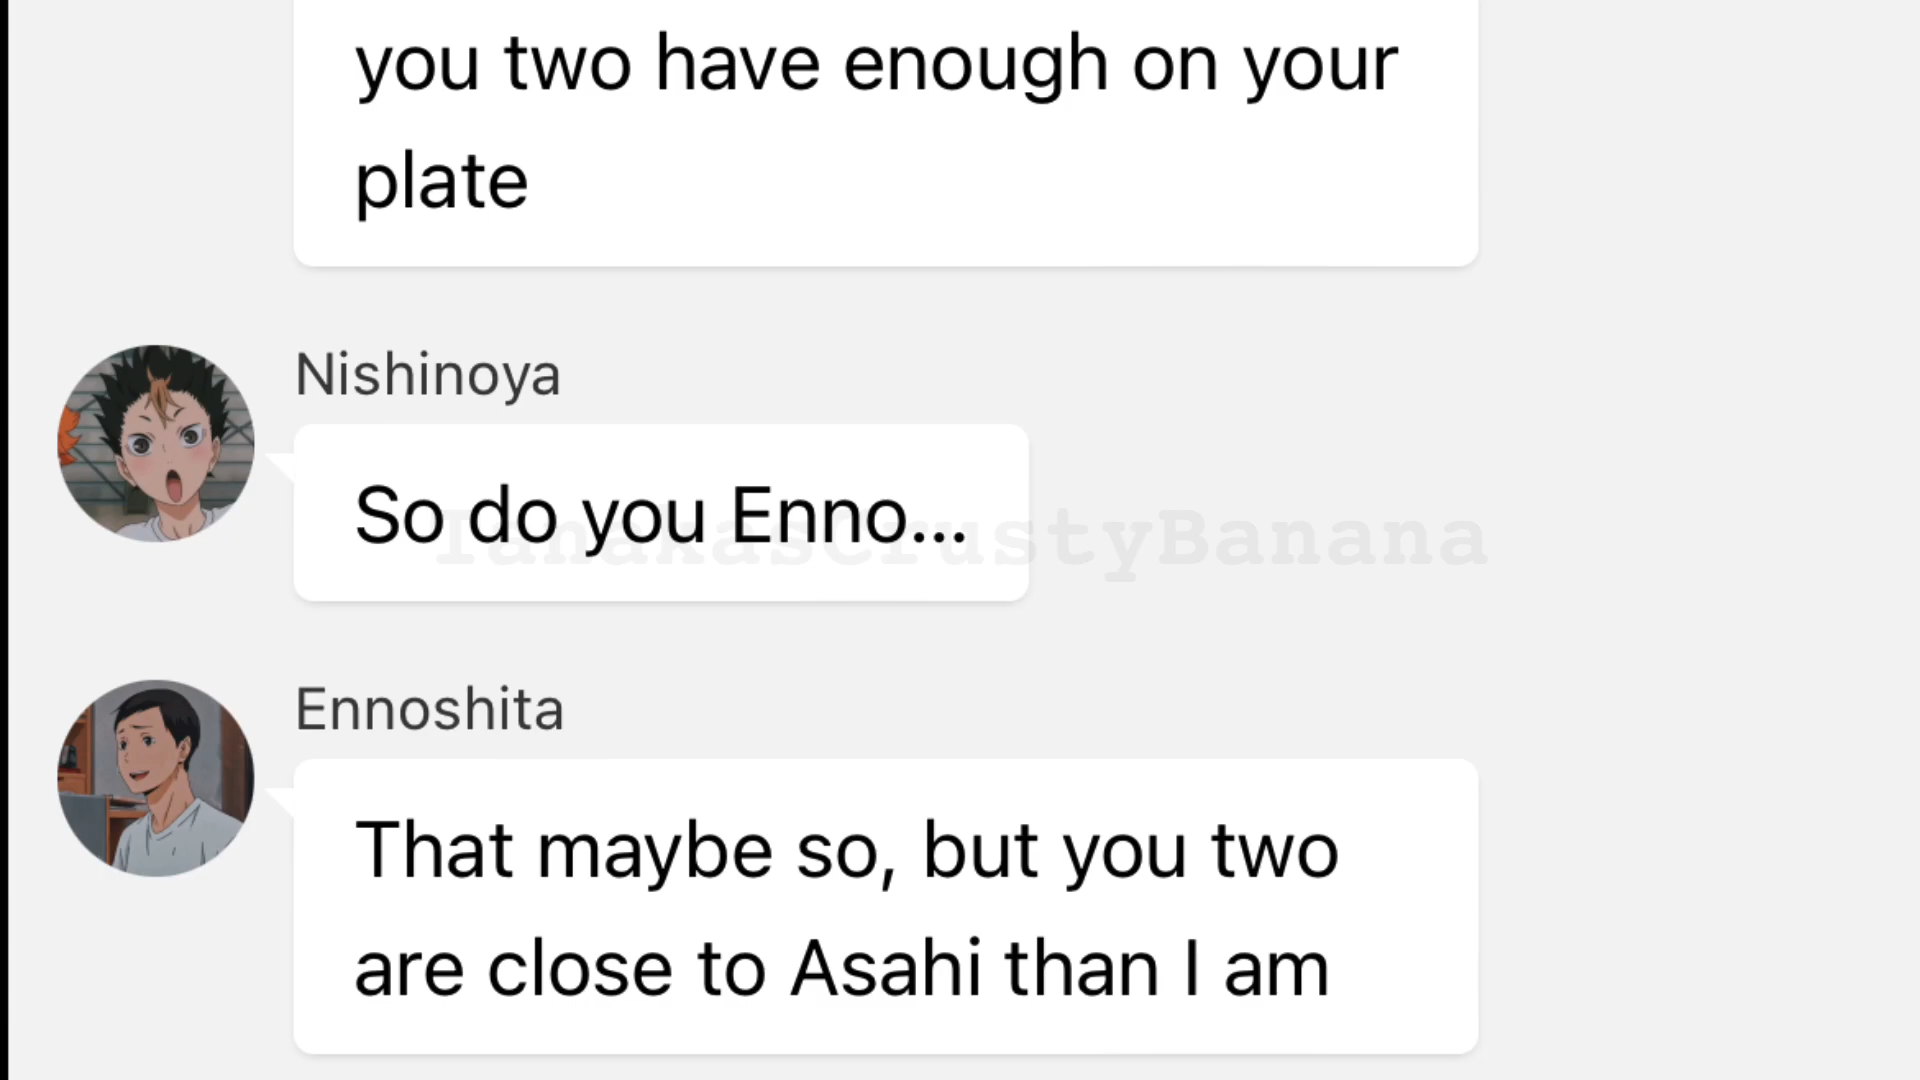 you two have enough on your
plate
Nishinoya
So do you Enno...
TanakasCrustyBanana
Ennoshita
That maybe so, but you two
are close to Asahi than I am